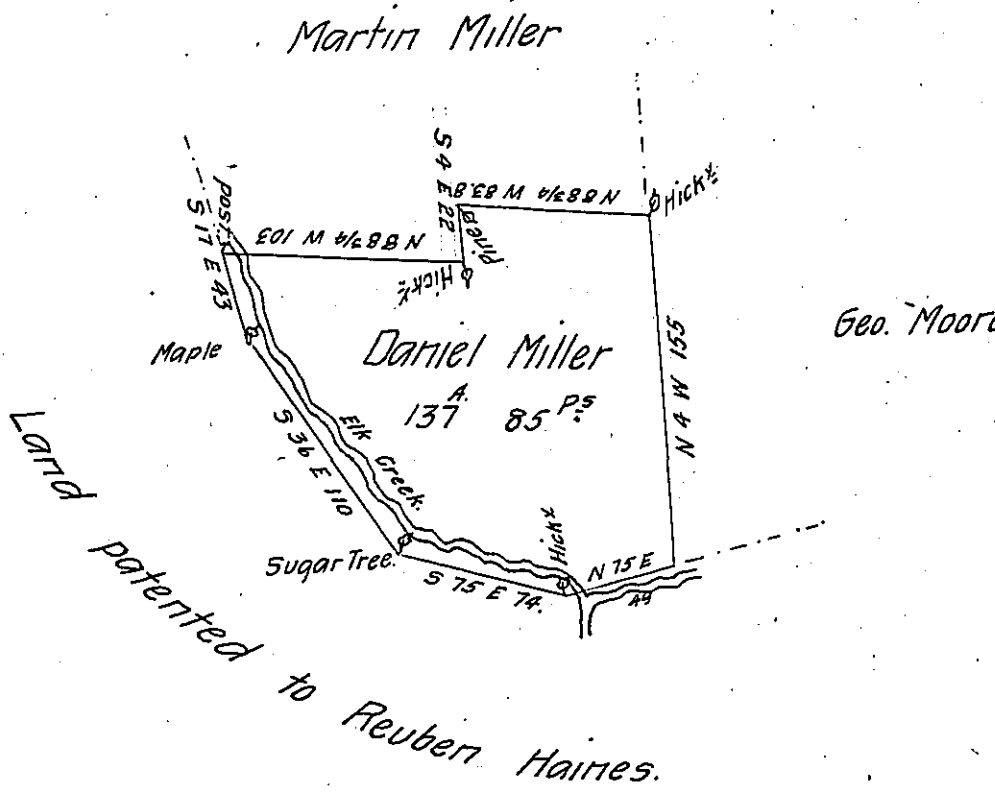 Martin Miller
S 4 E 22
N 88 3/4 W 83.8
Hick^x
post
S 17 E 43
N 88 3/4 W 103
Pines
Hick^x
Maple
Daniel Miller
137 A. 85 P^s
Geo. Moore
N 4 W 155
Elk Creek.
S 36 E 110
Sugar Tree.
S 75 E 74.
Hick^x
N 75 E
49
Land patented to Reuben Haines.